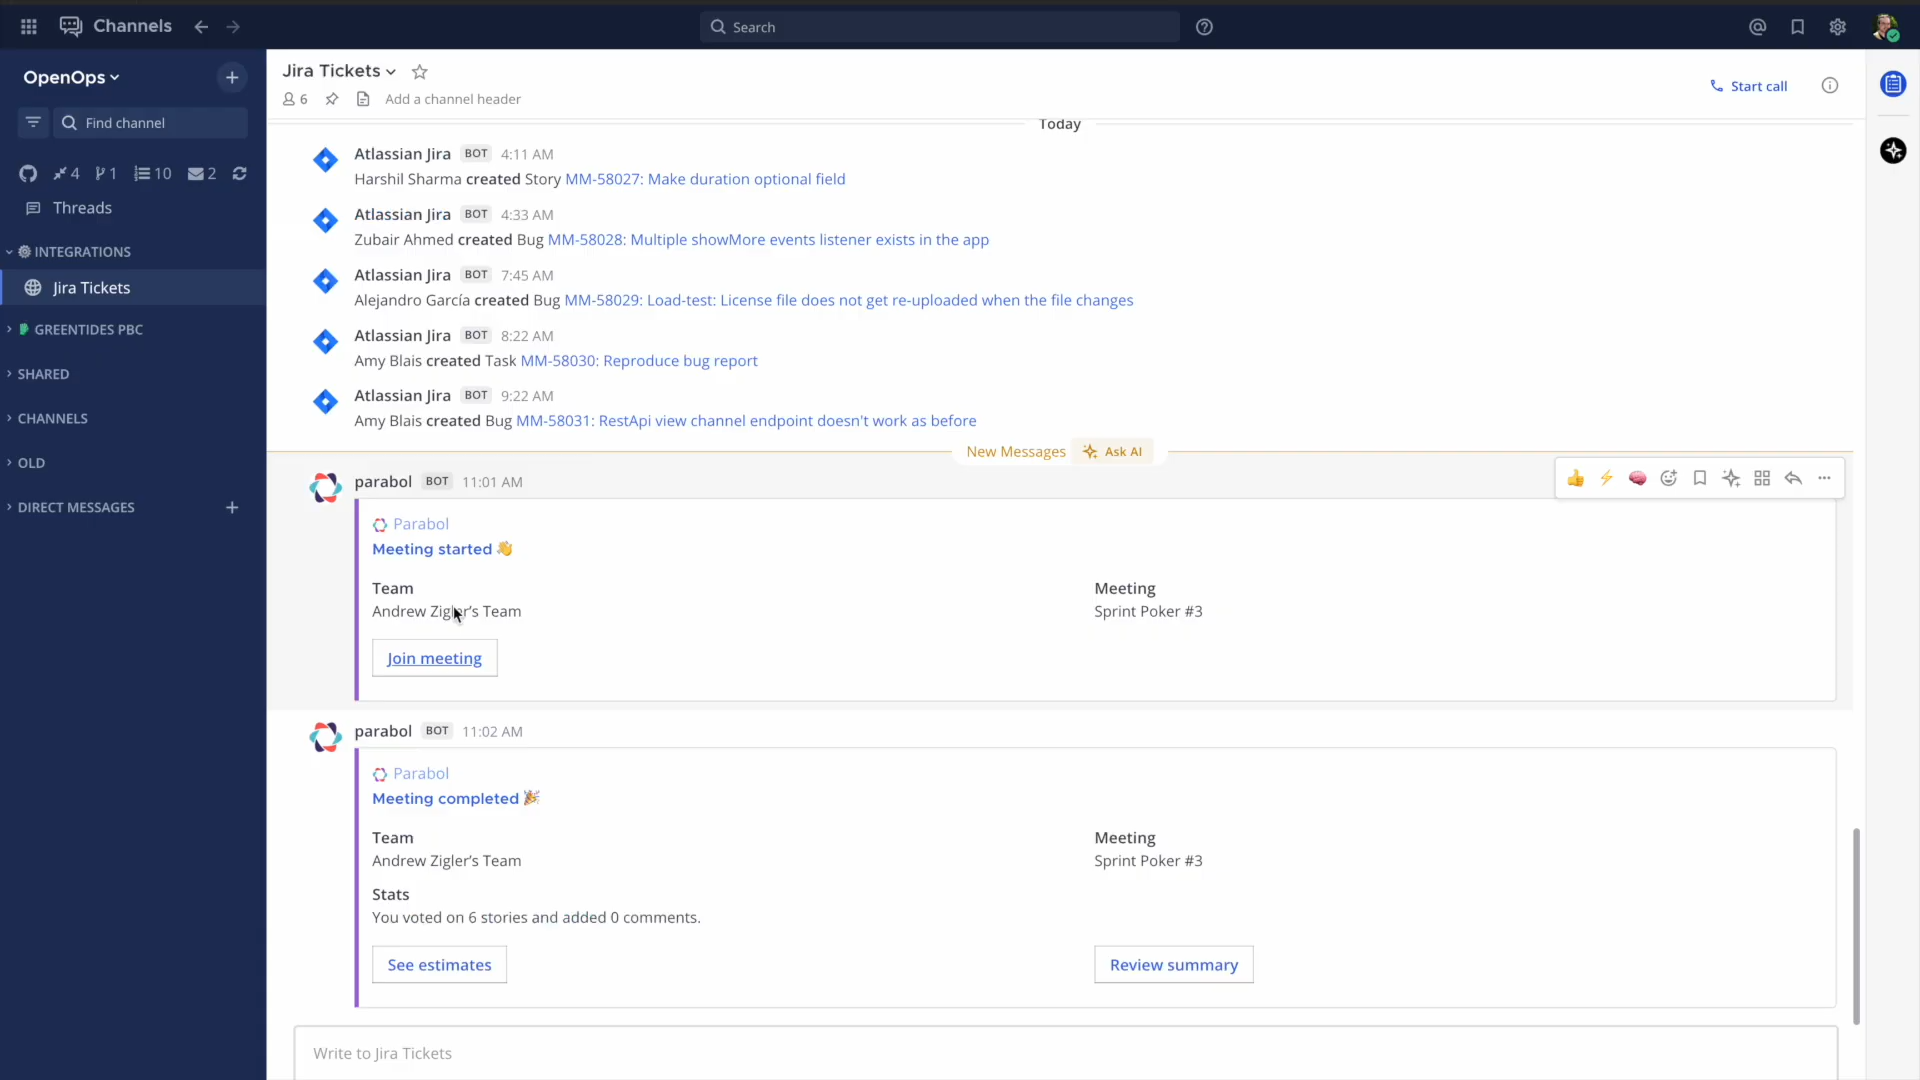 Channels
Search
OpenOps
Find channel
4 1 10 2
Threads
INTEGRATIONS
Jira Tickets
GREENTIDES PBC
SHARED
CHANNELS
OLD
DIRECT MESSAGES
Jira Tickets
6 Add a channel header
Start call
Today
Atlassian Jira BOT 4:11 AM
Harshil Sharma created Story MM-58027: Make duration optional field
Atlassian Jira BOT 4:33 AM
Zubair Ahmed created Bug MM-58028: Multiple showMore events listener exists in the app
Atlassian Jira BOT 7:45 AM
Alejandro García created Bug MM-58029: Load-test: License file does not get re-uploaded when the file changes
Atlassian Jira BOT 8:22 AM
Amy Blais created Task MM-58030: Reproduce bug report
Atlassian Jira BOT 9:22 AM
Amy Blais created Bug MM-58031: RestApi view channel endpoint doesn't work as before
New Messages Ask AI
parabol BOT 11:01 AM
Parabol
Meeting started 👋
Team Meeting
Andrew Zigler's Team Sprint Poker #3
Join meeting
parabol BOT 11:02 AM
Parabol
Meeting completed 🎉
Team Meeting
Andrew Zigler's Team Sprint Poker #3
Stats
You voted on 6 stories and added 0 comments.
See estimates Review summary
Write to Jira Tickets